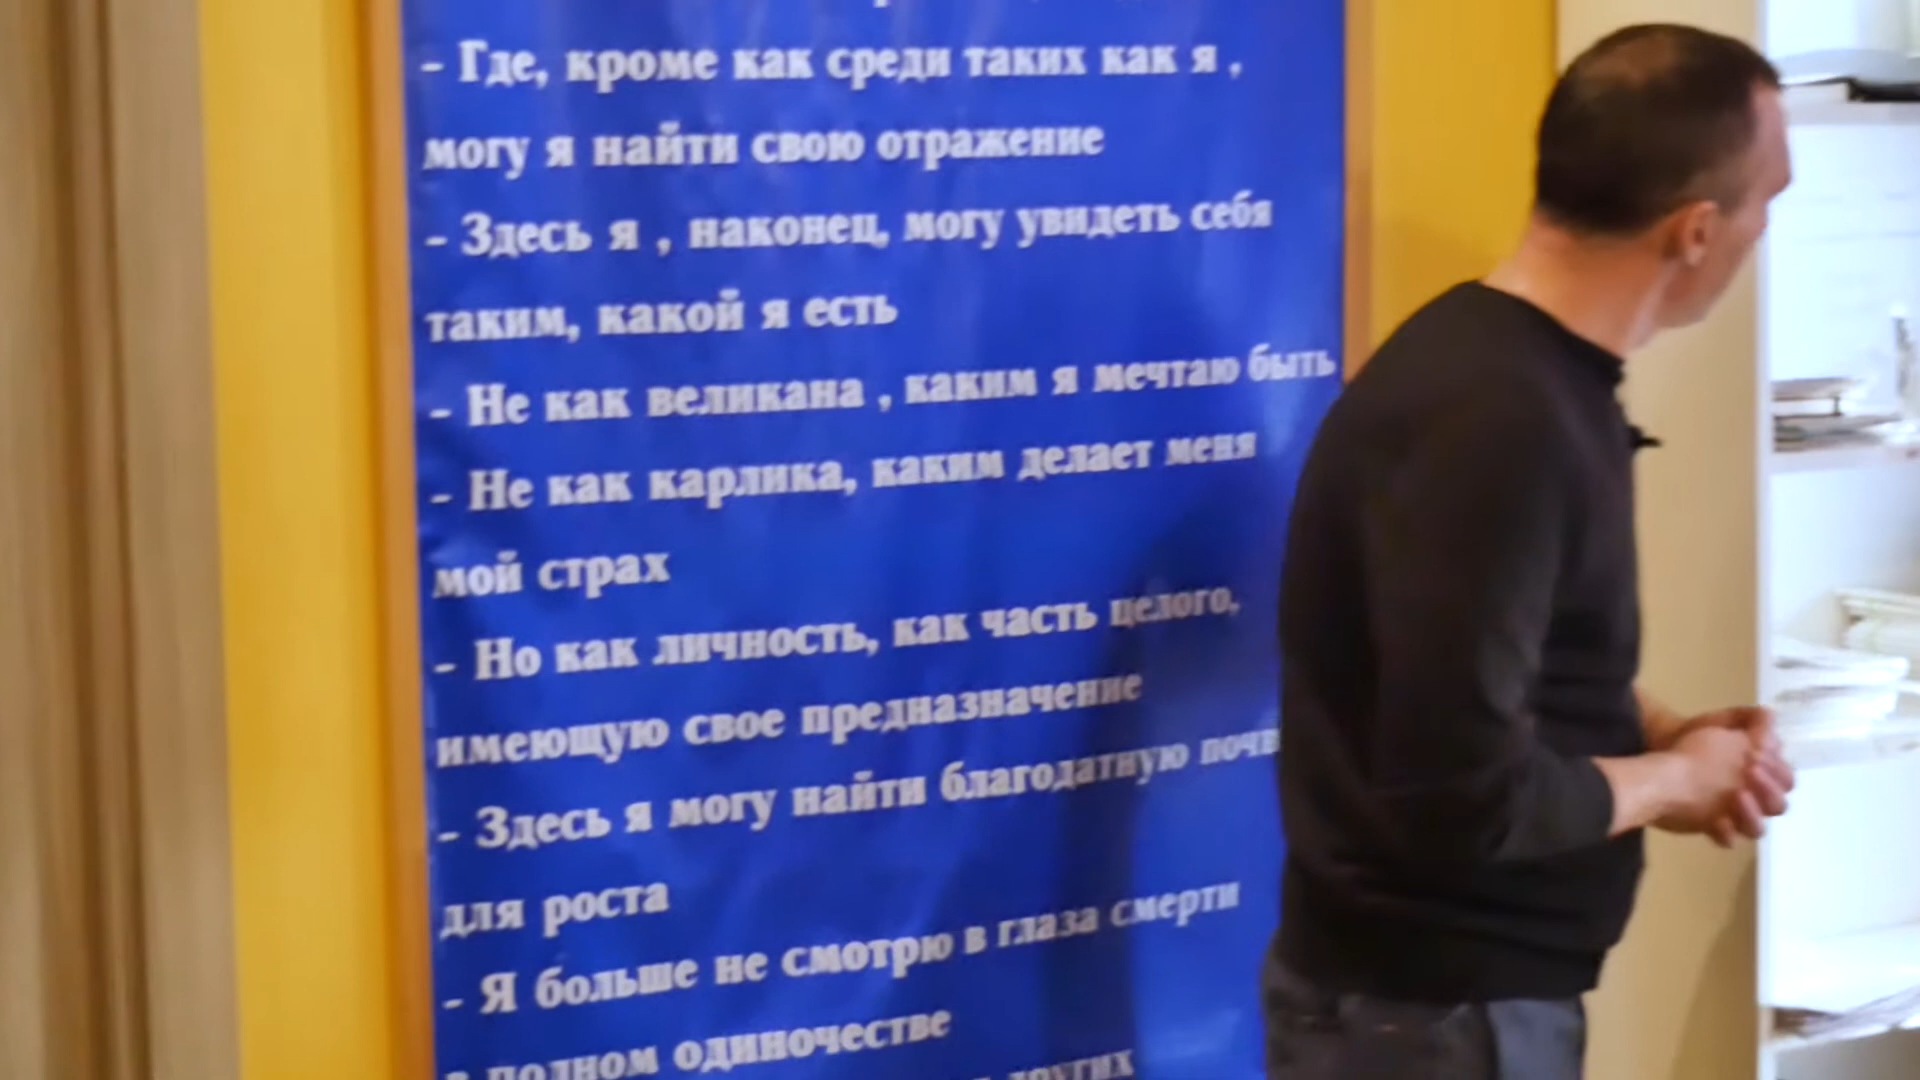 - Где, кроме как среди таких как я ,
могу я найти свою отражение
- Здесь я , наконец, могу увидеть себя
таким, какой я есть
- Не как великана , каким я мечтаю быть
- Не как карлика, каким делает меня
мой страх
- Но как личность, как часть целого,
имеющую свое предназначение
- Здесь я могу найти благодатную
для роста
- Я больше не смотрю в глаза смерти
в полном одиночестве
других